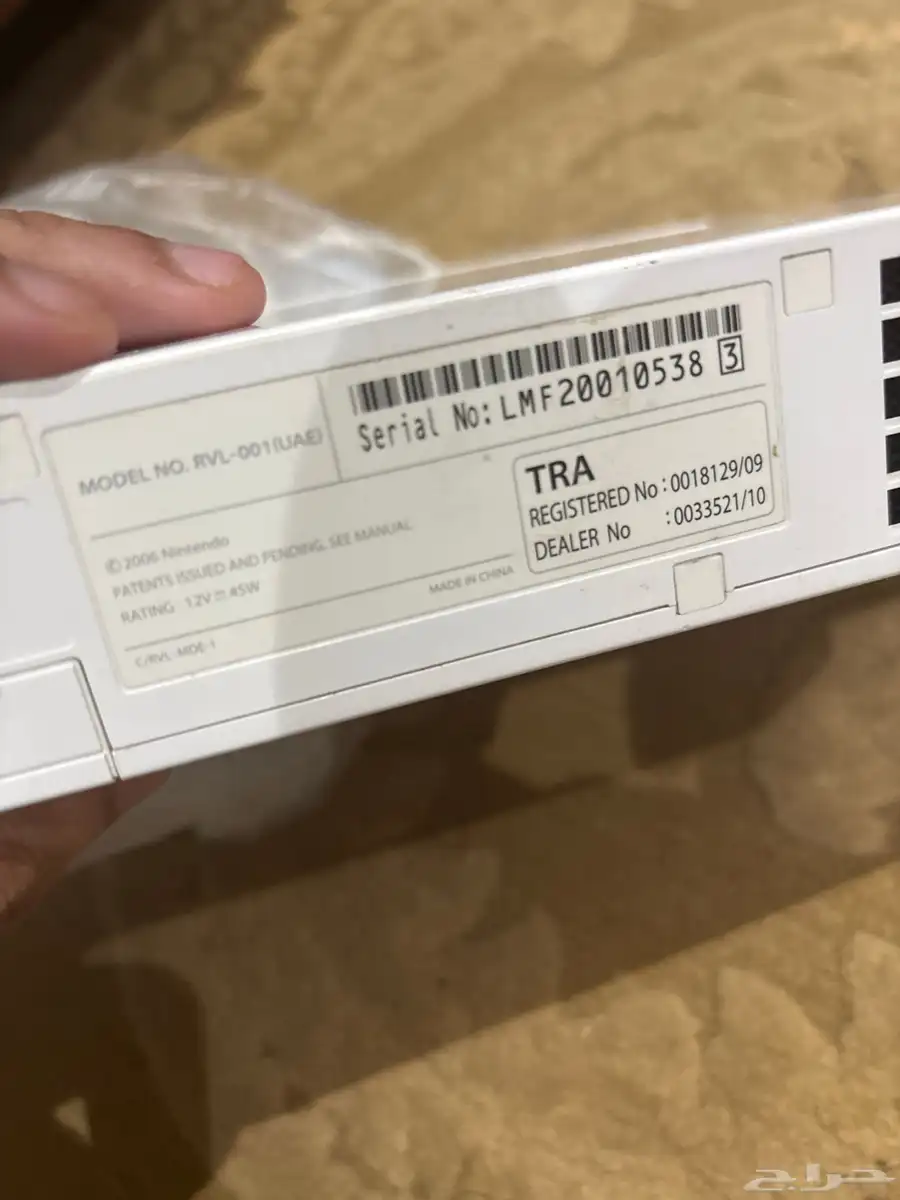 Serial No: LMF20010538 3
MODEL NO. RVL-001(UAE)
©2006 Nintendo
PATENTS ISSUED AND PENDING. SEE MANUAL
RATING 12V⎓45W
MADE IN CHINA
C/RVL-MDE-1
TRA
REGISTERED No : 0018129/09
DEALER No : 0033521/10
حراج